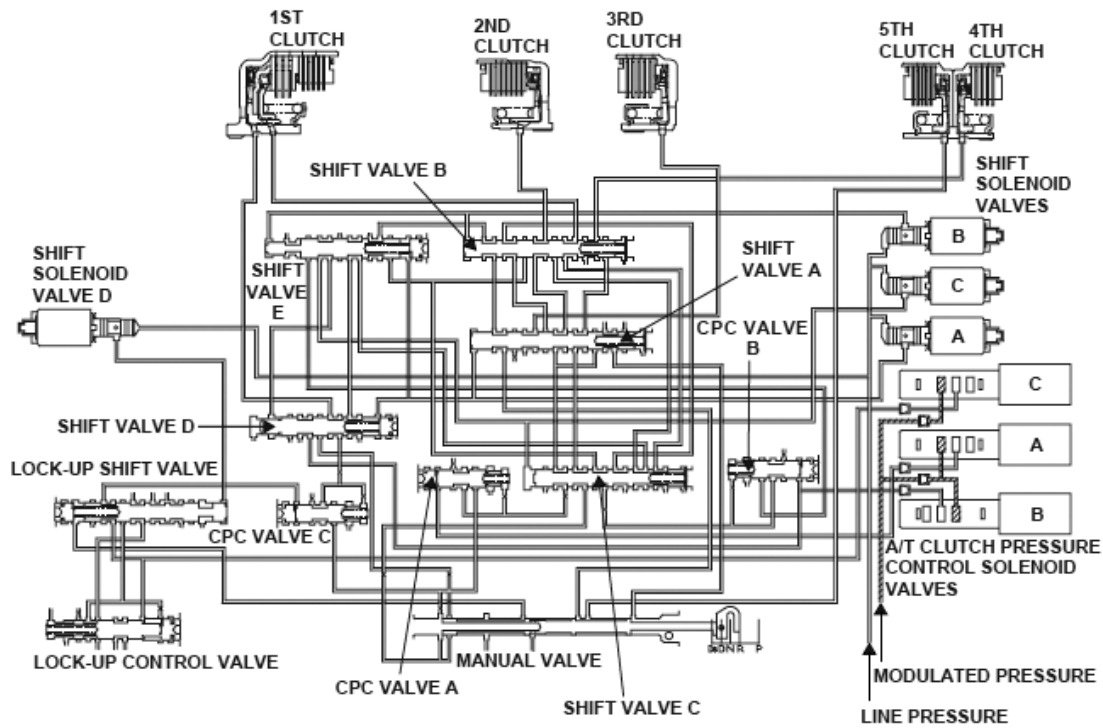 1ST
CLUTCH
2ND
CLUTCH
3RD
CLUTCH
5TH
CLUTCH
4TH
CLUTCH
SHIFT VALVE B
SHIFT
SOLENOID
VALVES
SHIFT
SOLENOID
VALVE D
SHIFT
VALVE
E
SHIFT
VALVE A
B
C
A
CPC VALVE
B
C
A
B
SHIFT VALVE D
LOCK-UP SHIFT VALVE
CPC VALVE C
A/T CLUTCH PRESSURE
CONTROL SOLENOID
VALVES
LOCK-UP CONTROL VALVE
MANUAL VALVE
CPC VALVE A
SHIFT VALVE C
N R P
MODULATED PRESSURE
LINE PRESSURE